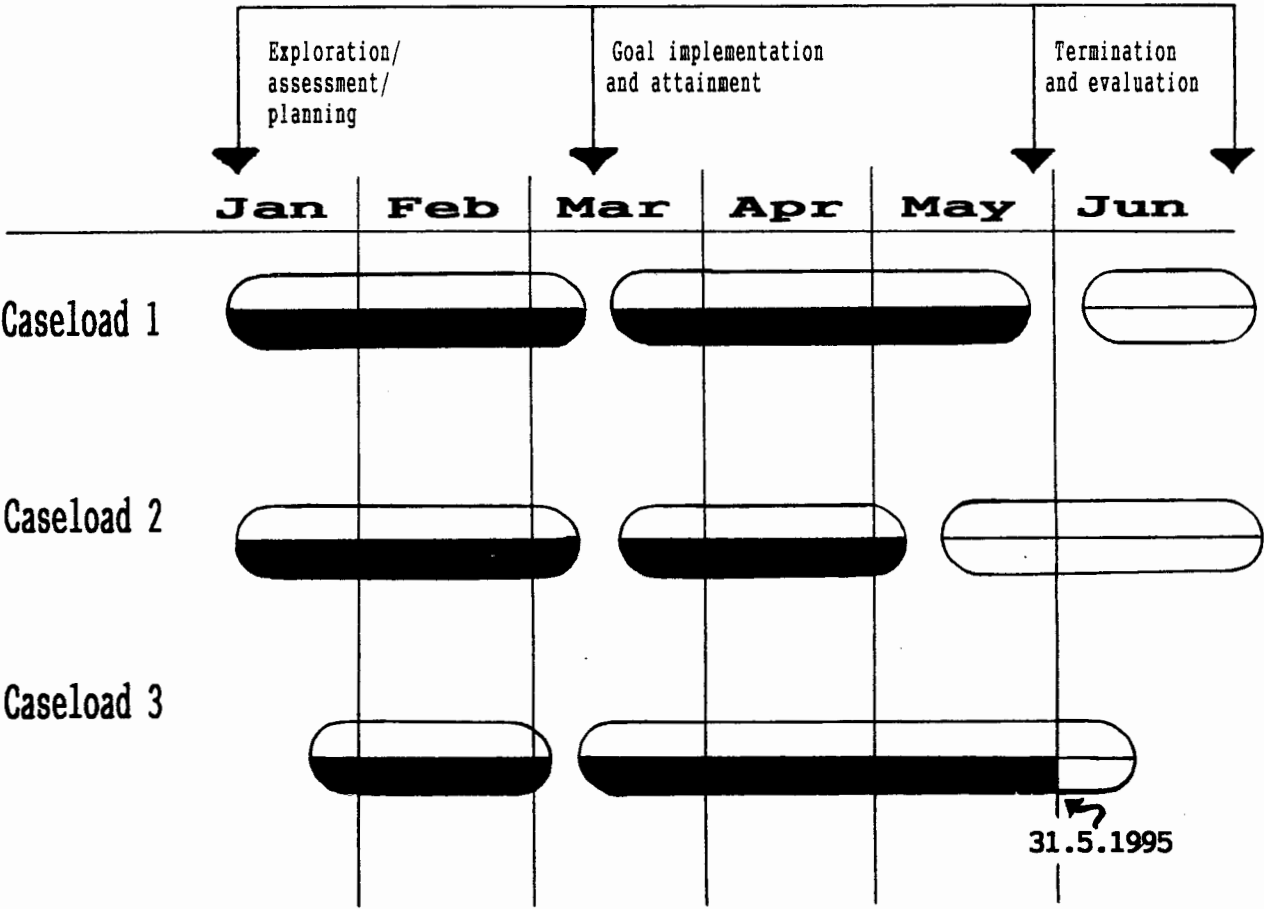 Exploration/
assessment/
planning
Goal implementation
and attainment
Termination
and evaluation
Jan Feb Mar Apr May Jun
Caseload 1
Caseload 2
Caseload 3
31.5.1995